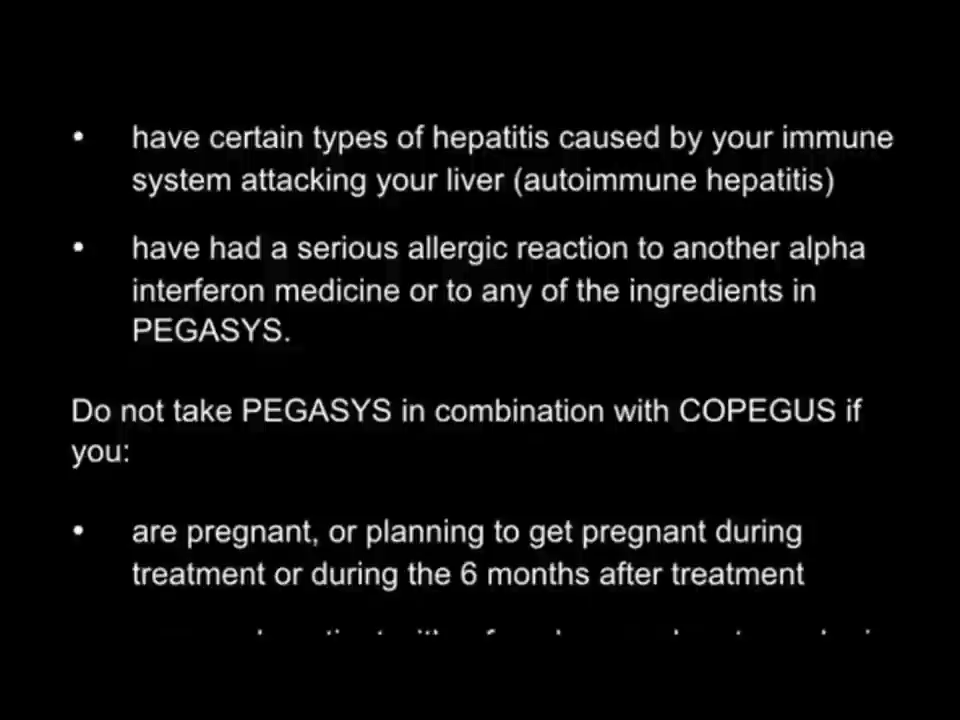 • have certain types of hepatitis caused by your immune
system attacking your liver (autoimmune hepatitis)
• have had a serious allergic reaction to another alpha
interferon medicine or to any of the ingredients in
PEGASYS.
Do not take PEGASYS in combination with COPEGUS if
you:
• are pregnant, or planning to get pregnant during
treatment or during the 6 months after treatment